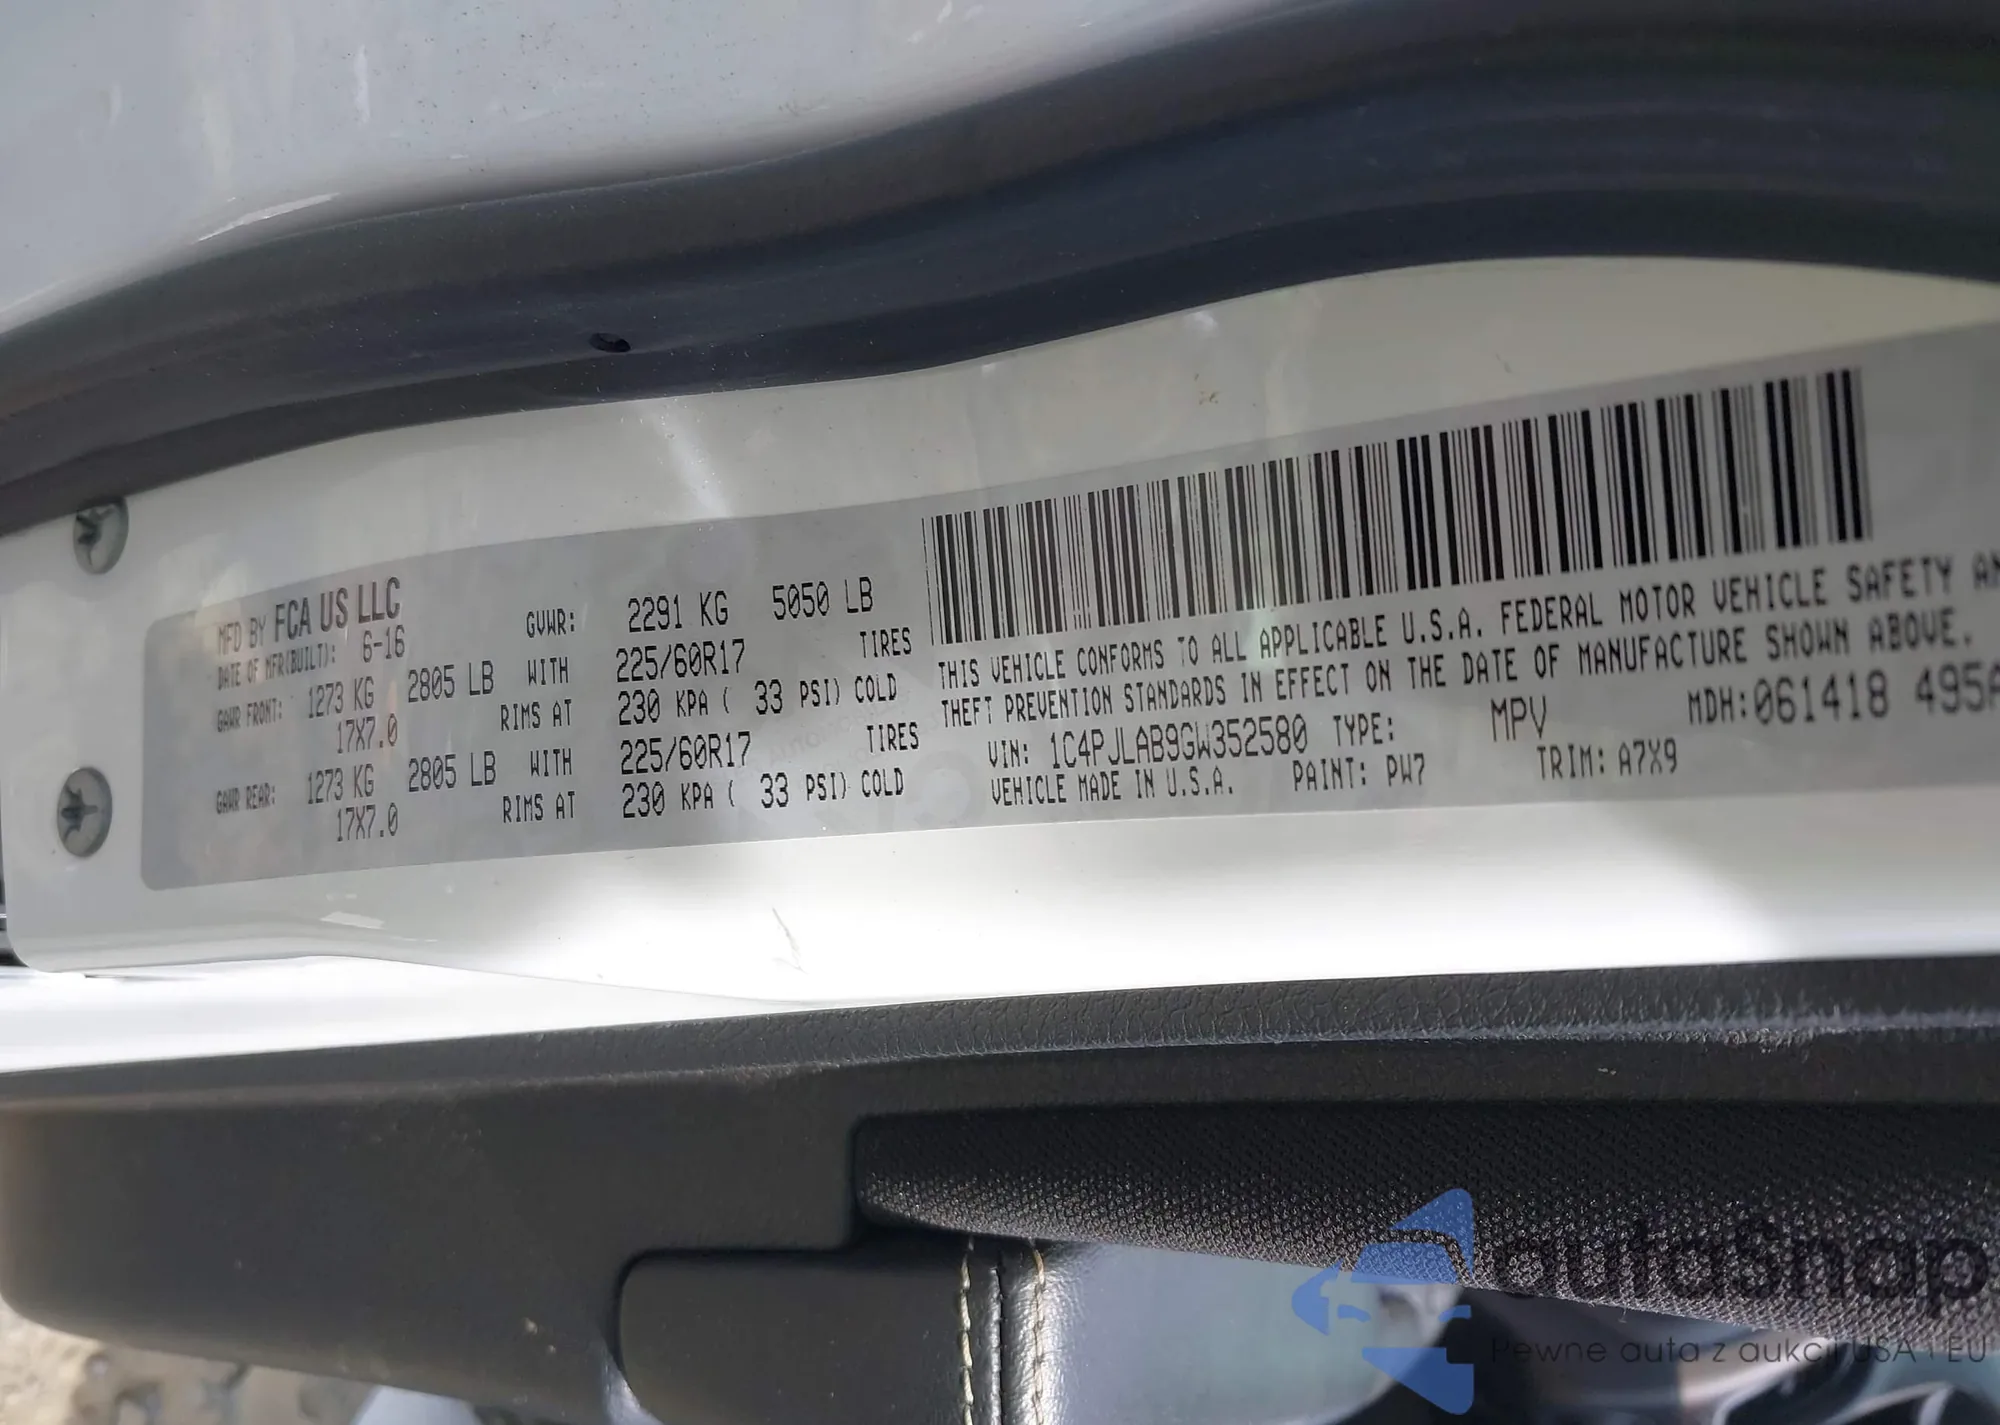 MFD BY FCA US LLC
DATE OF MFR(BUILT): 6-16
GVWR: 2291 KG 5050 LB
GAWR FRONT: 1273 KG 2805 LB WITH 225/60R17 TIRES
17X7.0 RIMS AT 230 KPA ( 33 PSI) COLD
GAWR REAR: 1273 KG 2805 LB WITH 225/60R17 TIRES
17X7.0 RIMS AT 230 KPA ( 33 PSI) COLD
THIS VEHICLE CONFORMS TO ALL APPLICABLE U.S.A. FEDERAL MOTOR VEHICLE SAFETY
THEFT PREVENTION STANDARDS IN EFFECT ON THE DATE OF MANUFACTURE SHOWN ABOVE.
VIN: 1C4PJLAB9GW352580 TYPE: MPV MDH:061418 495A
VEHICLE MADE IN U.S.A. PAINT: PW7 TRIM: A7X9
autoSnap
Pewne auta z aukcji USA i EU